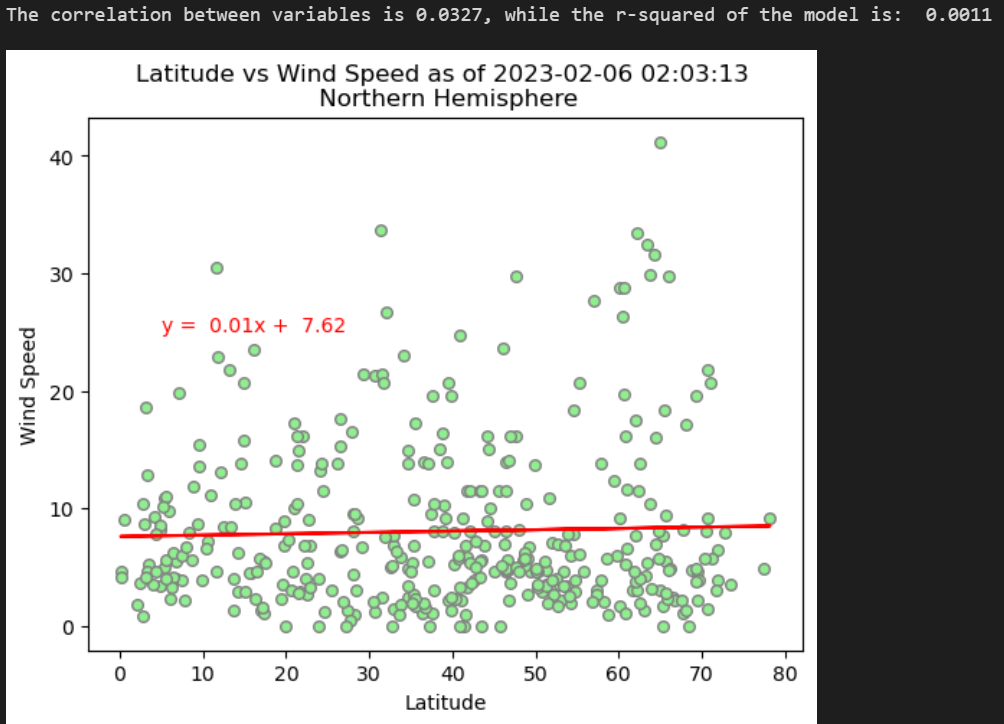 The correlation between variables is 0.0327, while the r-squared of the model is:  0.0011
Latitude vs Wind Speed as of 2023-02-06 02:03:13
Northern Hemisphere
40
30
y =  0.01x +  7.62
Wind Speed
20
10
0
0 10 20 30 40 50 60 70 80
Latitude